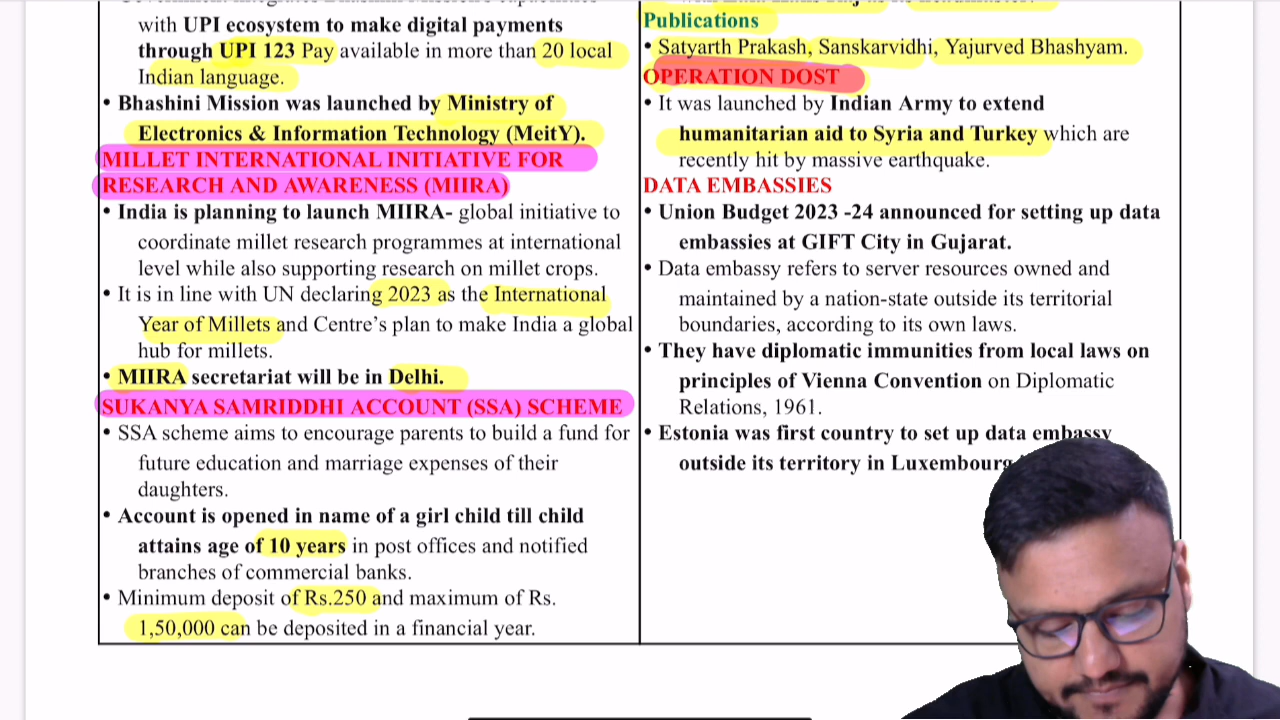 with UPI ecosystem to make digital payments
through UPI 123 Pay available in more than 20 local
Indian language.
• Bhashini Mission was launched by Ministry of
Electronics & Information Technology (MeitY).
MILLET INTERNATIONAL INITIATIVE FOR
RESEARCH AND AWARENESS (MIIRA)
• India is planning to launch MIIRA- global initiative to
coordinate millet research programmes at international
level while also supporting research on millet crops.
• It is in line with UN declaring 2023 as the International
Year of Millets and Centre's plan to make India a global
hub for millets.
• MIIRA secretariat will be in Delhi.
SUKANYA SAMRIDDHI ACCOUNT (SSA) SCHEME
• SSA scheme aims to encourage parents to build a fund for
future education and marriage expenses of their
daughters.
• Account is opened in name of a girl child till child
attains age of 10 years in post offices and notified
branches of commercial banks.
• Minimum deposit of Rs.250 and maximum of Rs.
1,50,000 can be deposited in a financial year.
Publications
• Satyarth Prakash, Sanskarvidhi, Yajurved Bhashyam.
OPERATION DOST
• It was launched by Indian Army to extend
humanitarian aid to Syria and Turkey which are
recently hit by massive earthquake.
DATA EMBASSIES
• Union Budget 2023 -24 announced for setting up data
embassies at GIFT City in Gujarat.
• Data embassy refers to server resources owned and
maintained by a nation-state outside its territorial
boundaries, according to its own laws.
• They have diplomatic immunities from local laws on
principles of Vienna Convention on Diplomatic
Relations, 1961.
• Estonia was first country to set up data embassy
outside its territory in Luxembourg